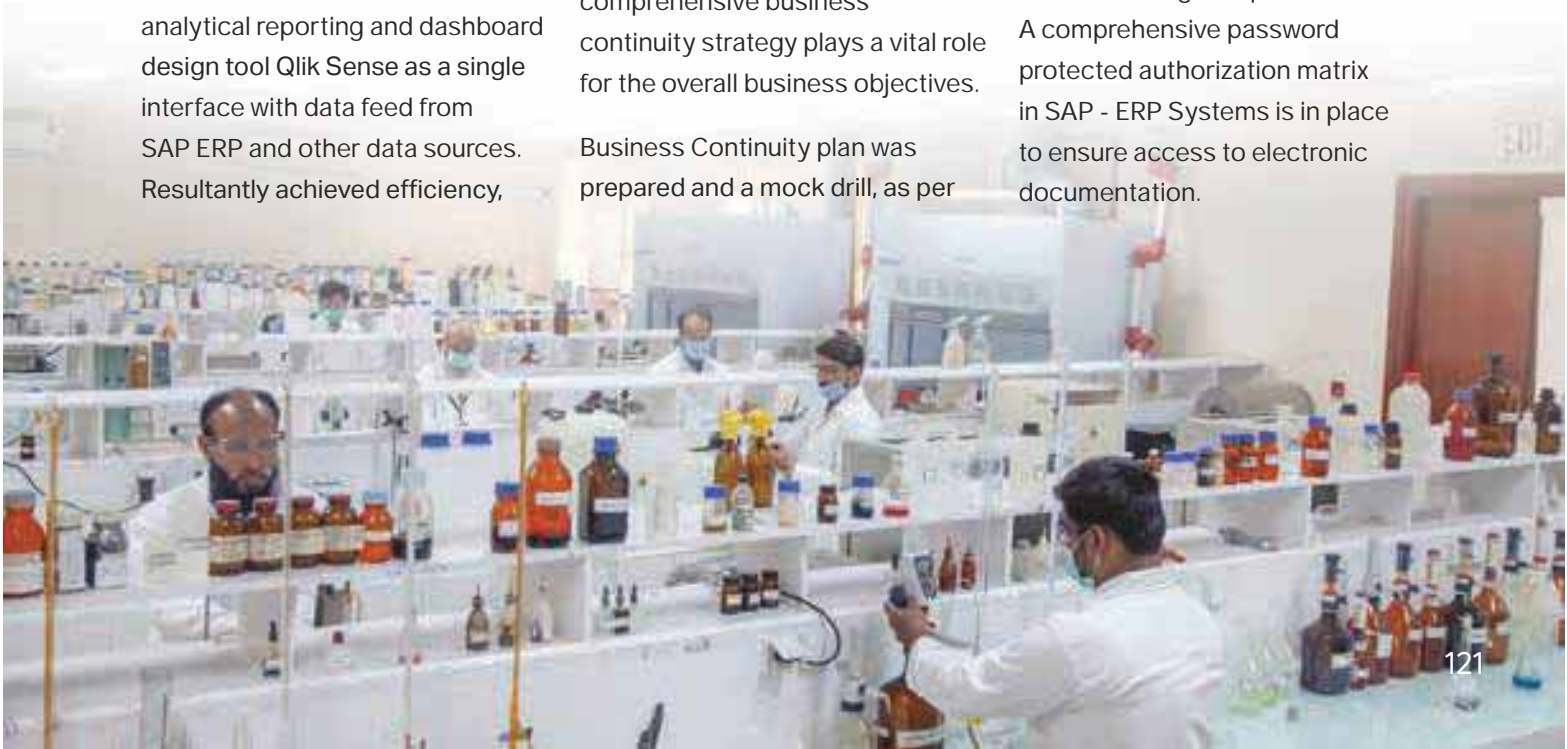 analytical reporting and dashboard
design tool Qlik Sense as a single
interface with data feed from
SAP ERP and other data sources.
Resultantly achieved efficiency,
comprehensive business
continuity strategy plays a vital role
for the overall business objectives.
Business Continuity plan was
prepared and a mock drill, as per
A comprehensive password
protected authorization matrix
in SAP - ERP Systems is in place
to ensure access to electronic
documentation.
121